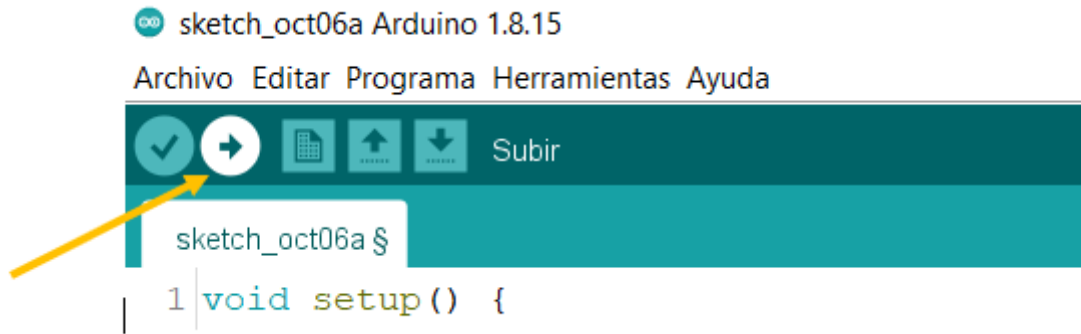 sketch_oct06a Arduino 1.8.15
Archivo Editar Programa Herramientas Ayuda
Subir
sketch_oct06a §
1 void setup() {